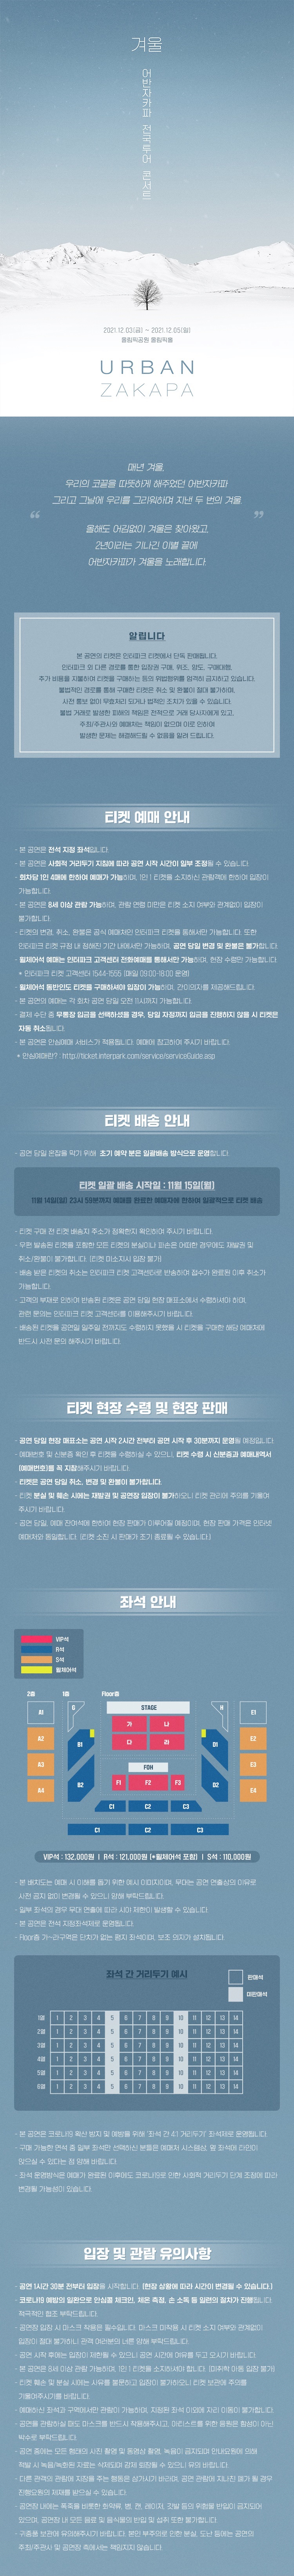 겨울
어반자카파 전국투어 콘서트
2021.12.03(금) ~ 2021.12.05(일)
올림픽공원 올림픽홀
URBAN
ZAKAPA
매년 겨울,
우리의 코끝을 따뜻하게 해주었던 어반자카파
그리고 그날에 우리를 그리워하며 지낸 두 번의 겨울.
올해도 어김없이 겨울은 찾아왔고,
2년이라는 기나긴 이별 끝에
어반자카파가 겨울을 노래합니다.
알립니다
본 공연의 티켓은 인터파크 티켓에서 단독 판매됩니다.
인터파크 외 다른 경로를 통한 입장권 구매, 위조, 양도, 구매대행,
추가 비용을 지불하여 티켓을 구매하는 등의 위법행위를 엄격히 금지하고 있습니다.
불법적인 경로를 통해 구매한 티켓은 취소 및 환불이 절대 불가하며,
사전 통보 없이 무효처리 되거나 법적인 조치가 있을 수 있습니다.
불법 거래로 발생한 피해의 책임은 전적으로 거래 당사자에게 있고,
주최/주관사와 예매처는 책임이 없으며 이로 인하여
발생한 문제는 해결해드릴 수 없음을 알려 드립니다.
티켓 예매 안내
- 본 공연은 전석 지정 좌석입니다.
- 본 공연은 사회적 거리두기 지침에 따라 공연 시작 시간이 일부 조정될 수 있습니다.
- 회차당 1인 4매에 한하여 예매가 가능하며, 1인 1 티켓을 소지하신 관람객에 한하여 입장이
가능합니다.
- 본 공연은 8세 이상 관람 가능하며, 관람 연령 미만은 티켓 소지 여부와 관계없이 입장이
불가합니다.
- 티켓의 변경, 취소, 환불은 공식 예매처인 인터파크 티켓을 통해서만 가능합니다. 또한
인터파크 티켓 규정 내 정해진 기간 내에서만 가능하며, 공연 당일 변경 및 환불은 불가합니다.
- 휠체어석 예매는 인터파크 고객센터 전화예매를 통해서만 가능하며, 현장 수령만 가능합니다.
* 인터파크 티켓 고객센터 1544-1555 (매일 09:00-18:00 운영)
- 휠체어석 동반인도 티켓을 구매하셔야 입장이 가능하며, 간이의자를 제공해드립니다.
- 본 공연의 예매는 각 회차 공연 당일 오전 11시까지 가능합니다.
- 결제 수단 중 무통장 입금을 선택하셨을 경우, 당일 자정까지 입금을 진행하지 않을 시 티켓은
자동 취소됩니다.
- 본 공연은 안심예매 서비스가 적용됩니다. 예매에 참고하여 주시기 바랍니다.
* 안심예매란? http://ticket.interpark.com/service/serviceGuide.asp
티켓 배송 안내
- 공연 당일 혼잡을 막기 위해 초기 예약 분은 일괄배송 방식으로 운영합니다.
티켓 일괄 배송 시작일 : 11월 15일(월)
11월 14일(일) 23시 59분까지 예매를 완료한 예매자에 한하여 일괄적으로 티켓 배송
- 티켓 구매 전 티켓 배송지 주소가 정확한지 확인하여 주시기 바랍니다.
- 우편 발송된 티켓을 포함한 모든 티켓의 분실이나 파손은 어떠한 경우에도 재발권 및
취소/환불이 불가합니다. (티켓 미소지시 입장 불가)
- 배송 받은 티켓의 취소는 인터파크 티켓 고객센터로 반송하여 접수가 완료된 이후 취소가
가능합니다.
- 고객의 부재로 인하여 반송된 티켓은 공연 당일 현장 매표소에서 수령하셔야 하며,
관련 문의는 인터파크 티켓 고객센터를 이용해주시기 바랍니다.
- 배송된 티켓을 공연일 일주일 전까지도 수령하지 못했을 시 티켓을 구매한 해당 예매처에
반드시 사전 문의 해주시기 바랍니다.
티켓 현장 수령 및 현장 판매
- 공연 당일 현장 매표소는 공연 시작 2시간 전부터 공연 시작 후 30분까지 운영될 예정입니다.
- 예매번호 및 신분증 확인 후 티켓을 수령하실 수 있으니, 티켓 수령 시 신분증과 예매내역서
(예매번호)를 꼭 지참해주시기 바랍니다.
- 티켓은 공연 당일 취소, 변경 및 환불이 불가합니다.
- 티켓 분실 및 훼손 시에는 재발권 및 공연장 입장이 불가하오니 티켓 관리에 주의를 기울여
주시기 바랍니다.
- 공연 당일, 예매 잔여석에 한하여 현장 판매가 이루어질 예정이며, 현장 판매 가격은 인터넷
예매처와 동일합니다. (티켓 소진 시 판매가 조기 종료될 수 있습니다.)
좌석 안내
VIP석
R석
S석
휠체어석
2층 1층 Floor층
A1 G STAGE H E1
가 나
A2 B1 다 라 D1 E2
FOH
A3 E3
B2 F1 F2 F3 D2
A4 E4
C1 C2 C3
C1 C2 C3
VIP석 : 132,000원 | R석 : 121,000원 (*휠체어석 포함) | S석 : 110,000원
- 본 배치도는 예매 시 이해를 돕기 위한 예시 이미지이며, 무대는 공연 연출상의 이유로
사전 공지 없이 변경될 수 있으니 양해 부탁드립니다.
- 일부 좌석의 경우 무대 연출에 따라 시야 제한이 발생할 수 있습니다.
- 본 공연은 전석 지정좌석제로 운영됩니다.
- Floor층 가~라구역은 단차가 없는 평지 좌석이며, 보조 의자가 설치됩니다.
좌석 간 거리두기 예시
판매석
미판매석
1열 1 2 3 4 5 6 7 8 9 10 11 12 13 14
2열 1 2 3 4 5 6 7 8 9 10 11 12 13 14
3열 1 2 3 4 5 6 7 8 9 10 11 12 13 14
4열 1 2 3 4 5 6 7 8 9 10 11 12 13 14
5열 1 2 3 4 5 6 7 8 9 10 11 12 13 14
6열 1 2 3 4 5 6 7 8 9 10 11 12 13 14
- 본 공연은 코로나19 확산 방지 및 예방을 위해 '좌석 간 4:1 거리두기' 좌석제로 운영됩니다.
- 구매 가능한 연석 중 일부 좌석만 선택하신 분들은 예매처 시스템상, 옆 좌석에 타인이
앉으실 수 있다는 점 양해 바랍니다.
- 좌석 운영방식은 예매가 완료된 이후에도 코로나19로 인한 사회적 거리두기 단계 조정에 따라
변경될 가능성이 있습니다.
입장 및 관람 유의사항
- 공연 1시간 30분 전부터 입장을 시작합니다. (현장 상황에 따라 시간이 변경될 수 있습니다.)
- 코로나19 예방의 일환으로 안심콜 체크인, 체온 측정, 손 소독 등 일련의 절차가 진행됩니다.
적극적인 협조 부탁드립니다.
- 공연장 입장 시 마스크 착용은 필수입니다. 마스크 미착용 시 티켓 소지 여부와 관계없이
입장이 절대 불가하니 관객 여러분의 너른 양해 부탁드립니다.
- 공연 시작 후에는 입장이 제한될 수 있으니 공연 시간에 여유를 두고 오시기 바랍니다.
- 본 공연은 8세 이상 관람 가능하며, 1인 1 티켓을 소지하셔야 합니다. (미취학 아동 입장 불가)
- 티켓 훼손 및 분실 시에는 사유를 불문하고 입장이 불가하오니 티켓 보관에 주의를
기울여주시기를 바랍니다.
- 예매하신 좌석과 구역에서만 관람이 가능하며, 지정된 좌석 이외에 자리 이동이 불가합니다.
- 공연을 관람하실 때도 마스크를 반드시 착용해주시고, 아티스트를 위한 응원은 함성이 아닌
박수로 부탁드립니다.
- 공연 중에는 모든 형태의 사진 촬영 및 동영상 촬영, 녹음이 금지되며 안내요원에 의해
적발 시 녹음/녹화된 자료는 삭제되며 강제 퇴장될 수 있으니 유의 바랍니다.
- 다른 관객의 관람에 지장을 주는 행동은 삼가시기 바라며, 공연 관람에 지나친 폐가 될 경우
진행요원의 제재를 받으실 수 있습니다.
- 공연장 내에는 폭죽을 비롯한 화약류, 병, 캔, 레이저, 깃발 등의 위험물 반입이 금지되어
있으며, 공연장 내 모든 음료 및 음식물의 반입 및 섭취 또한 불가합니다.
- 귀중품 보관에 유의해주시기 바랍니다. 본인 부주의로 인한 분실, 도난 등에는 공연의
주최/주관사 및 공연장 측에서는 책임지지 않습니다.